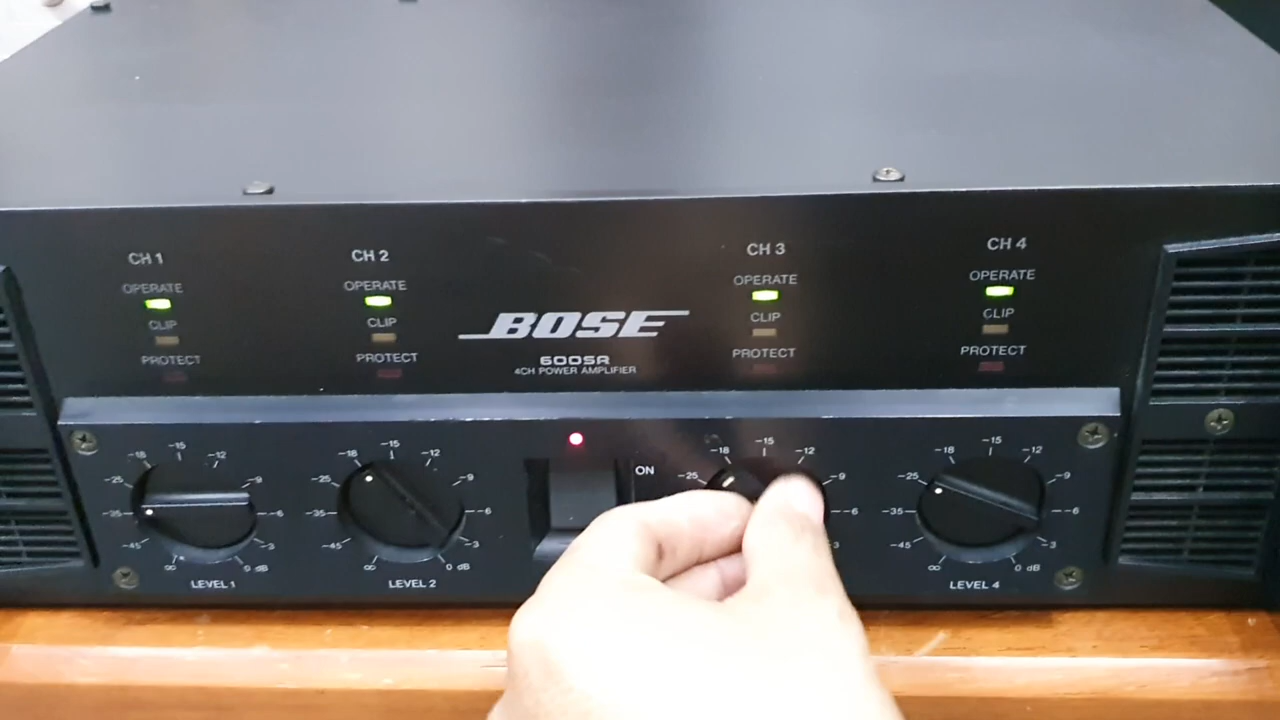 CH 1
OPERATE
CLIP
PROTECT
CH 2
OPERATE
CLIP
PROTECT
BOSE
600SR
4CH POWER AMPLIFIER
CH 3
OPERATE
CLIP
PROTECT
CH 4
OPERATE
CLIP
PROTECT
∞ -45 -35 -25 -18 -15 -12 -9 -6 -3 0 dB
LEVEL 1
∞ -45 -35 -25 -18 -15 -12 -9 -6 -3 0 dB
LEVEL 2
ON
-25 -18 -15 -12 -9 -6 3
∞ -45 -35 -25 -18 -15 -12 -9 -6 -3 0 dB
LEVEL 4